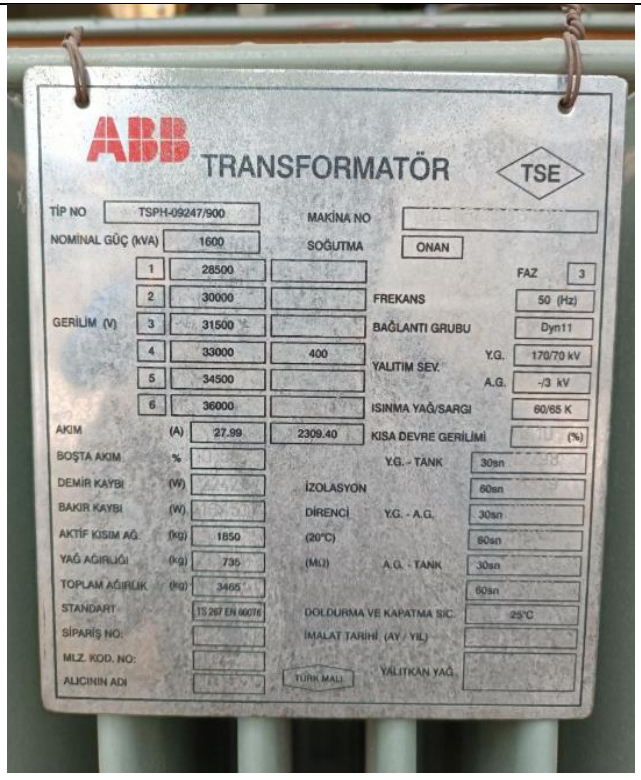 ABB TRANSFORMATÖR TSE
TİP NO TSPH-09247/900 MAKİNA NO
NOMİNAL GÜÇ (kVA) 1600 SOĞUTMA ONAN
1 28500 FAZ 3
2 30000 FREKANS 50 (Hz)
GERİLİM (V) 3 31500 BAĞLANTI GRUBU Dyn11
4 33000 400 YALITIM SEV. Y.G. 170/70 kV
5 34500 A.G. -/3 kV
6 36000 ISINMA YAĞ/SARGI 60/65 K
AKIM (A) 27.99 2309.40 KISA DEVRE GERİLİMİ (%)
BOŞTA AKIM % Y.G. - TANK 30sn
DEMİR KAYBI (W) İZOLASYON 60sn
BAKIR KAYBI (W) DİRENCİ Y.G. - A.G. 30sn
AKTİF KISIM AĞ. (kg) 1850 (20°C) 60sn
YAĞ AĞIRLIĞI (kg) 735 (MΩ) A.G. - TANK 30sn
TOPLAM AĞIRLIK (kg) 3465 60sn
STANDART TS 267 EN 60076 DOLDURMA VE KAPATMA SIC. 25°C
SİPARİŞ NO: İMALAT TARİHİ (AY / YIL)
MLZ. KOD. NO: YALITKAN YAĞ
ALICININ ADI TÜRK MALI